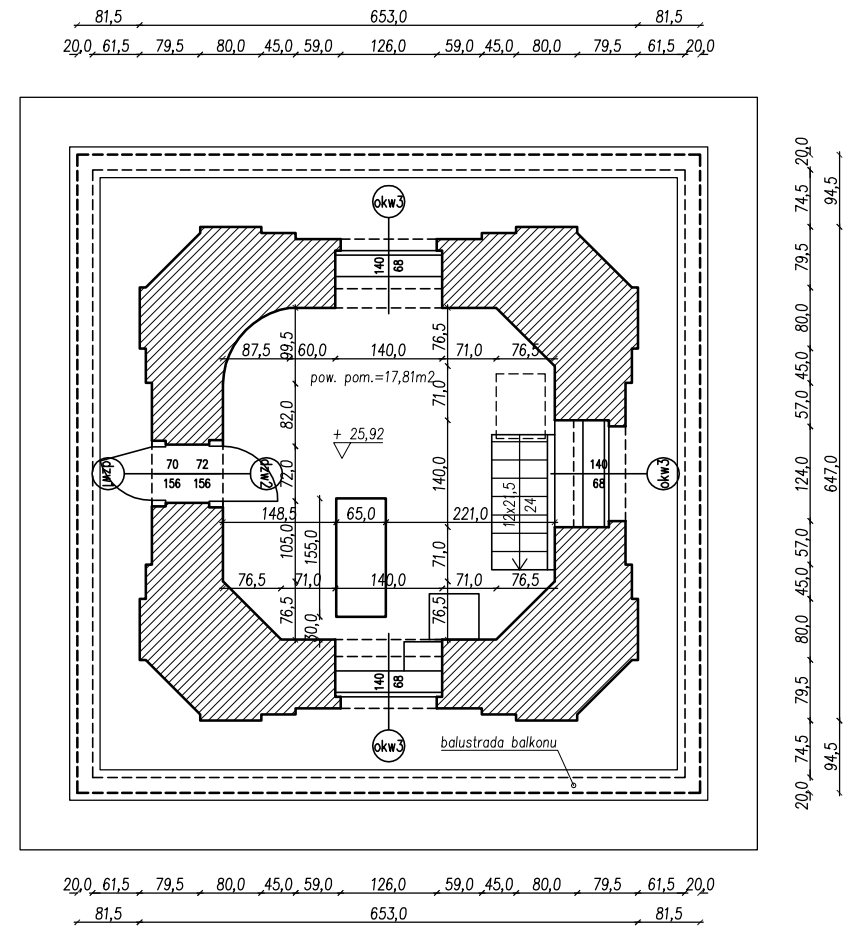 81,5 653,0 81,5
20,0 61,5 79,5 80,0 45,0 59,0 126,0 59,0 45,0 80,0 79,5 61,5 20,0
okw3
140 68
99,5
76,5
87,5 60,0 140,0 71,0 76,5
pow. pom.=17,81m2
71,0
82,0
+ 25,92
dzw1
70 72
156 156
dzw2
72,0
140,0
140
68
okw3
12x21,5
24
148,5 65,0 221,0
105,0
155,0
71,0
76,5 71,0 140,0 71,0 76,5
76,5
30,0
76,5
140 68
okw3
balustrada balkonu
20,0 74,5 79,5 80,0 45,0 57,0 124,0 57,0 45,0 80,0 79,5 74,5 20,0
94,5 647,0 94,5
20,0 61,5 79,5 80,0 45,0 59,0 126,0 59,0 45,0 80,0 79,5 61,5 20,0
81,5 653,0 81,5